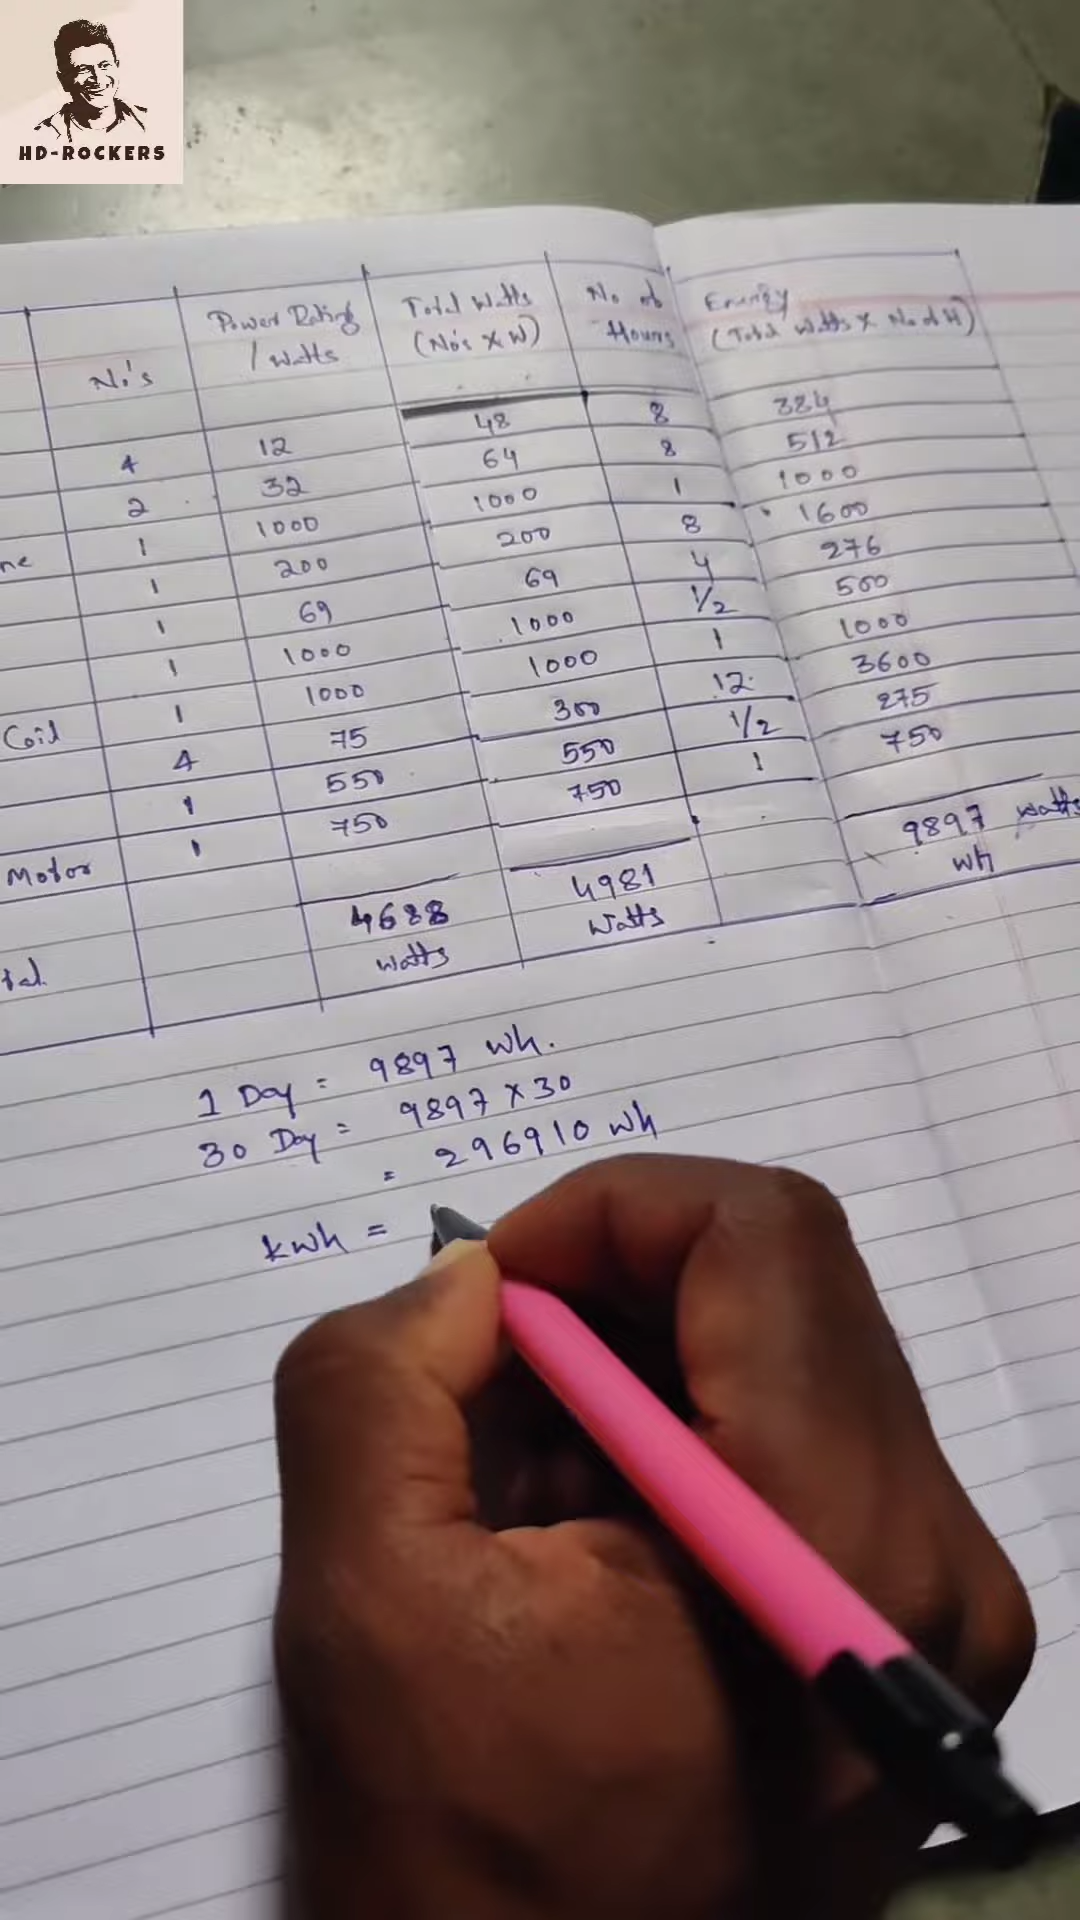 HD-ROCKERS
No's | Power Rating / Watts | Total Watts (No's X W) | No of Hours | Energy (Total Watts X No of H)
4 | 12 | 48 | 8 | 384
2 | 32 | 64 | 8 | 512
ne | 1 | 1000 | 1000 | 1 | 1000
1 | 200 | 200 | 8 | 1600
1 | 69 | 69 | 4 | 276
1 | 1000 | 1000 | 1/2 | 500
Coil | 1 | 1000 | 1000 | 1 | 1000
4 | 75 | 300 | 12 | 3600
1 | 550 | 550 | 1/2 | 275
Motor | 1 | 750 | 750 | 1 | 750
tal | 4688 watts | 4981 Watts | 9897 watts Wh
1 Day = 9897 Wh.
30 Day = 9897 X 30
= 296910 Wh
kwh =